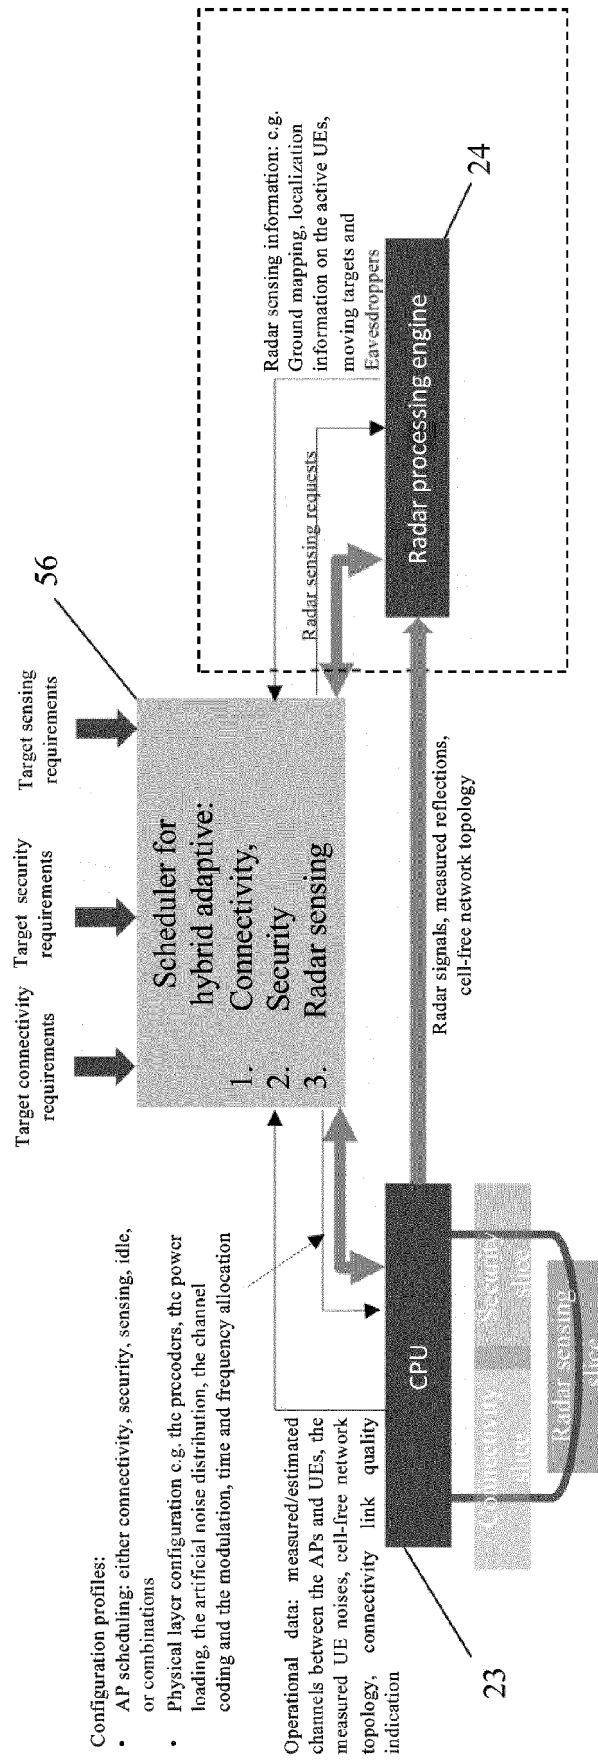 Configuration profiles:
• AP scheduling: either connectivity, security, sensing, idle,
or combinations
• Physical layer configuration e.g. the precoders, the power
loading, the artificial noise distribution, the channel
coding and the modulation, time and frequency allocation
Operational data: measured/estimated
channels between the APs and UEs, the
measured UE noises, cell-free network
topology, connectivity link quality
indication
23
CPU
Connectivity
slice
Security
slice
Radar sensing
slice
Target connectivity
requirements
Target security
requirements
Target sensing
requirements
56
Scheduler for
hybrid adaptive:
1. Connectivity,
2. Security
3. Radar sensing
Radar signals, measured reflections,
cell-free network topology
Radar sensing requests
Radar sensing information: e.g.
Ground mapping, localization
information on the active UEs,
moving targets and
Eavesdroppers
Radar processing engine
24